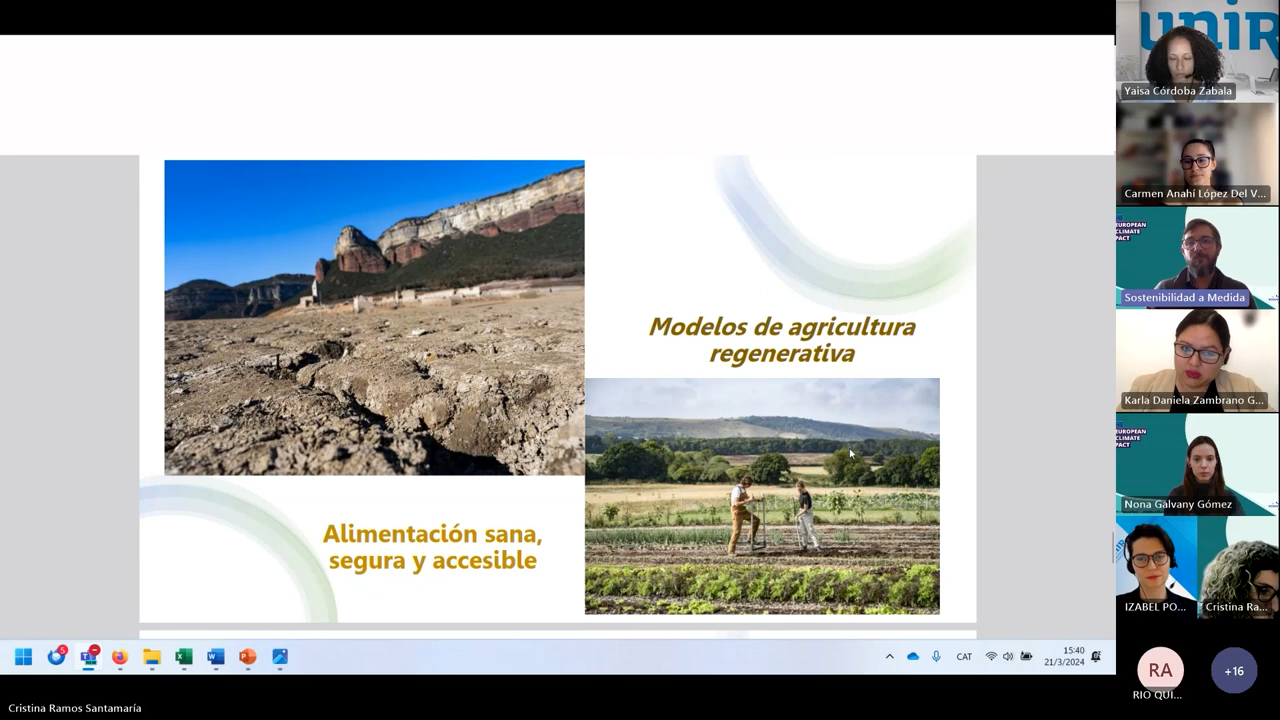 Modelos de agricultura
regenerativa
Alimentación sana,
segura y accesible
5
CAT
15:40
21/3/2024
Cristina Ramos Santamaría
unir
Yaisa Córdoba Zabala
Carmen Anahí López Del V...
EUROPEAN
CLIMATE
PACT
Sostenibilidad a Medida
Karla Daniela Zambrano G...
EUROPEAN
CLIMATE
PACT
Nona Galvany Gómez
IZABEL PO...
Cristina Ra...
RA
RIO QUI...
+16